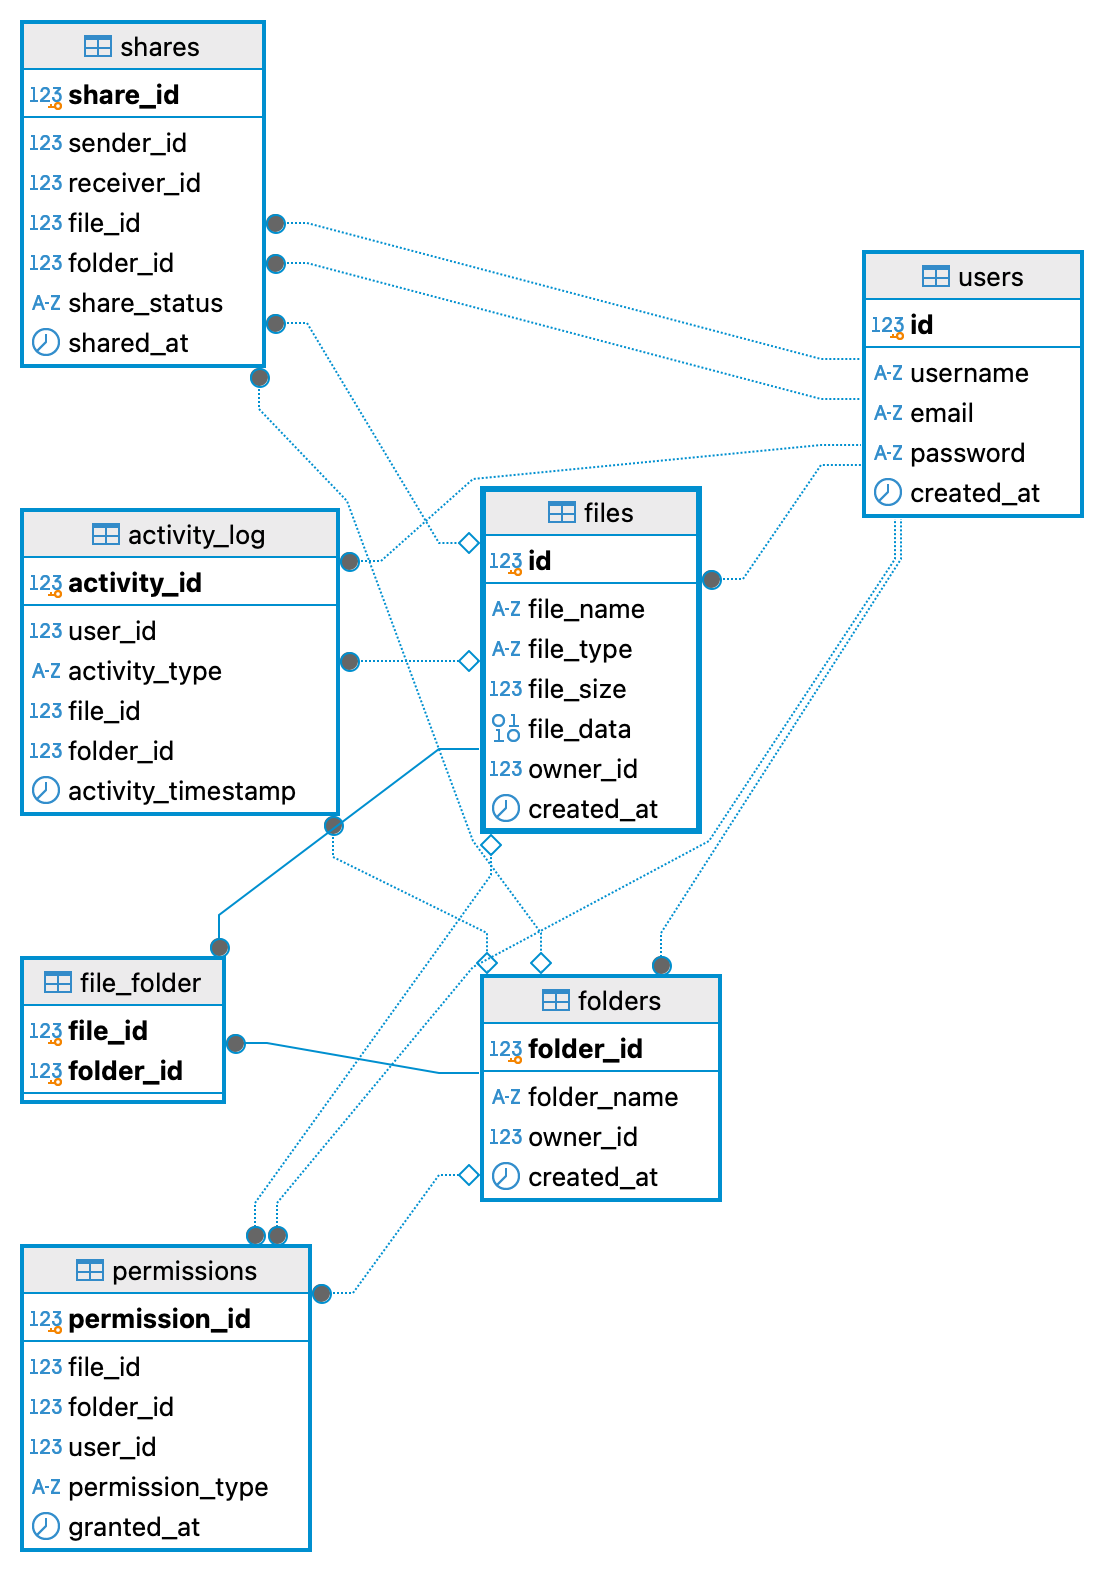 shares
123 share_id
123 sender_id
123 receiver_id
123 file_id
123 folder_id
A-Z share_status
shared_at
users
123 id
A-Z username
A-Z email
A-Z password
created_at
activity_log
123 activity_id
123 user_id
A-Z activity_type
123 file_id
123 folder_id
activity_timestamp
files
123 id
A-Z file_name
A-Z file_type
123 file_size
01
10 file_data
123 owner_id
created_at
file_folder
123 file_id
123 folder_id
folders
123 folder_id
A-Z folder_name
123 owner_id
created_at
permissions
123 permission_id
123 file_id
123 folder_id
123 user_id
A-Z permission_type
granted_at